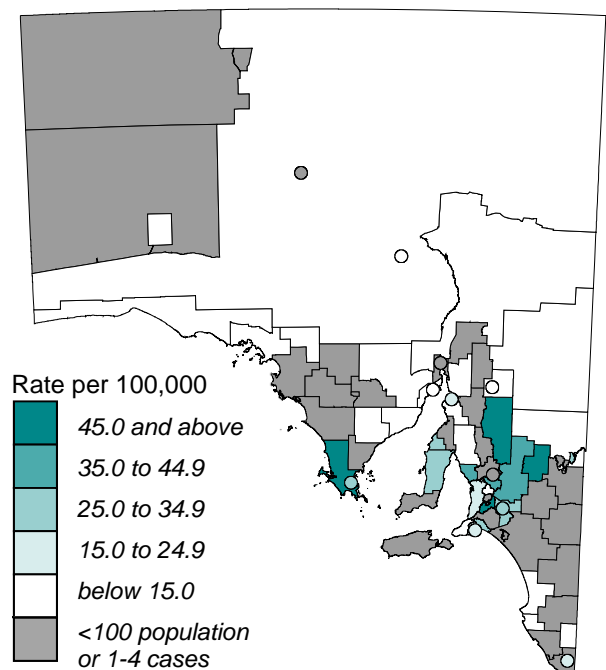 Rate per 100,000
45.0 and above
35.0 to 44.9
25.0 to 34.9
15.0 to 24.9
below 15.0
<100 population
or 1-4 cases